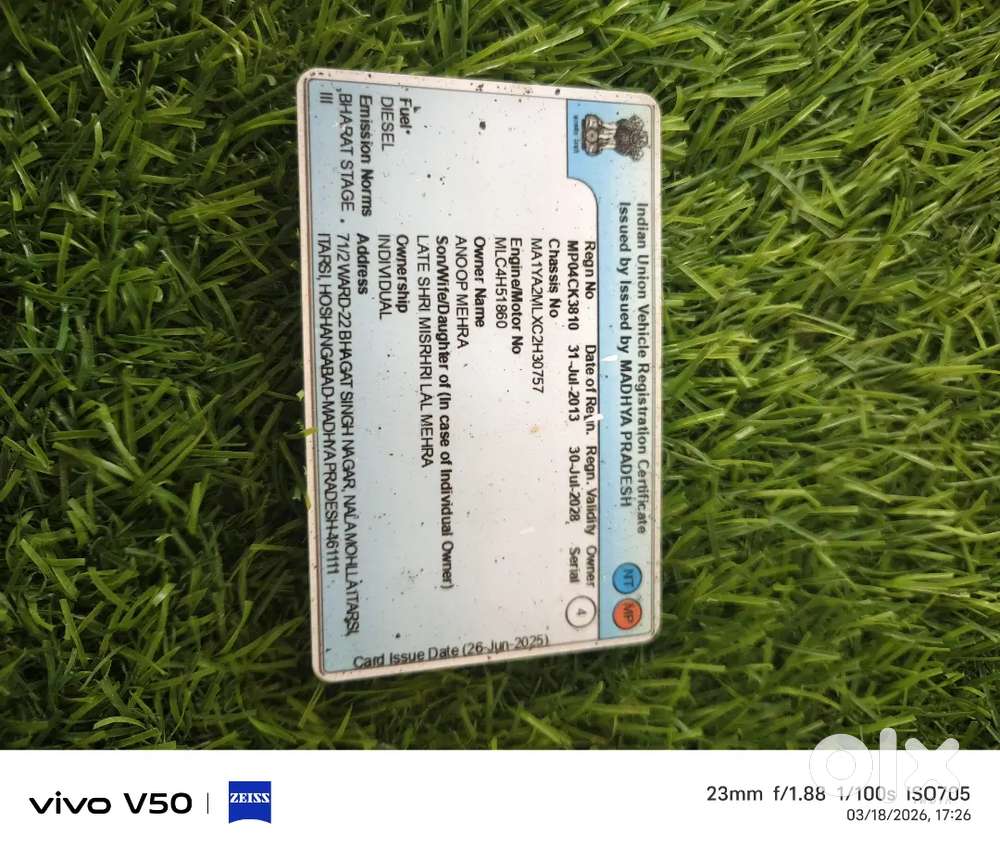 Indian Union Vehicle Registration Certificate
Issued by Issued by MADHYA PRADESH
NT MP
Regn No Date of Regn. Regn. Validity Owner Serial
MP04CK3810 31-Jul-2013 30-Jul-2028 4
Chassis No
MA1YA2MLXC2H30757
Engine/Motor No
MLC4H51860
Owner Name
ANOOP MEHRA
Son/Wife/Daughter of (In case of Individual Owner)
LATE SHRI MISRHRI LAL MEHRA
Fuel
DIESEL
Ownership
INDIVIDUAL
Emission Norms
BHARAT STAGE
III
Address
71/2 WARD-22 BHAGAT SINGH NAGAR, NALA MOHLLA ITARSI,
ITARSI, HOSHANGABAD-MADHYA PRADESH-461111
Card Issue Date (26-Jun-2025)
vivo V50 | ZEISS
23mm f/1.88 1/100s ISO705
03/18/2026, 17:26
olx